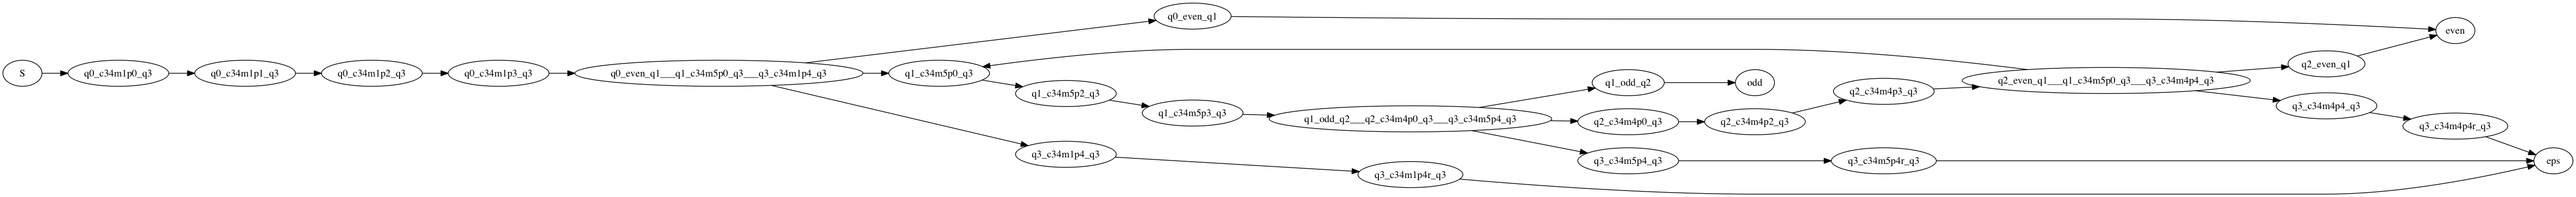 S
q0_c34m1p0_q3
q0_c34m1p1_q3
q0_c34m1p2_q3
q0_c34m1p3_q3
q0_even_q1___q1_c34m5p0_q3___q3_c34m1p4_q3
q0_even_q1
q1_c34m5p0_q3
q3_c34m1p4_q3
q1_c34m5p2_q3
q1_c34m5p3_q3
q1_odd_q2___q2_c34m4p0_q3___q3_c34m5p4_q3
q3_c34m1p4r_q3
q1_odd_q2
q2_c34m4p0_q3
q3_c34m5p4_q3
odd
q2_c34m4p2_q3
q2_c34m4p3_q3
q3_c34m5p4r_q3
q2_even_q1___q1_c34m5p0_q3___q3_c34m4p4_q3
q2_even_q1
q3_c34m4p4_q3
even
q3_c34m4p4r_q3
eps